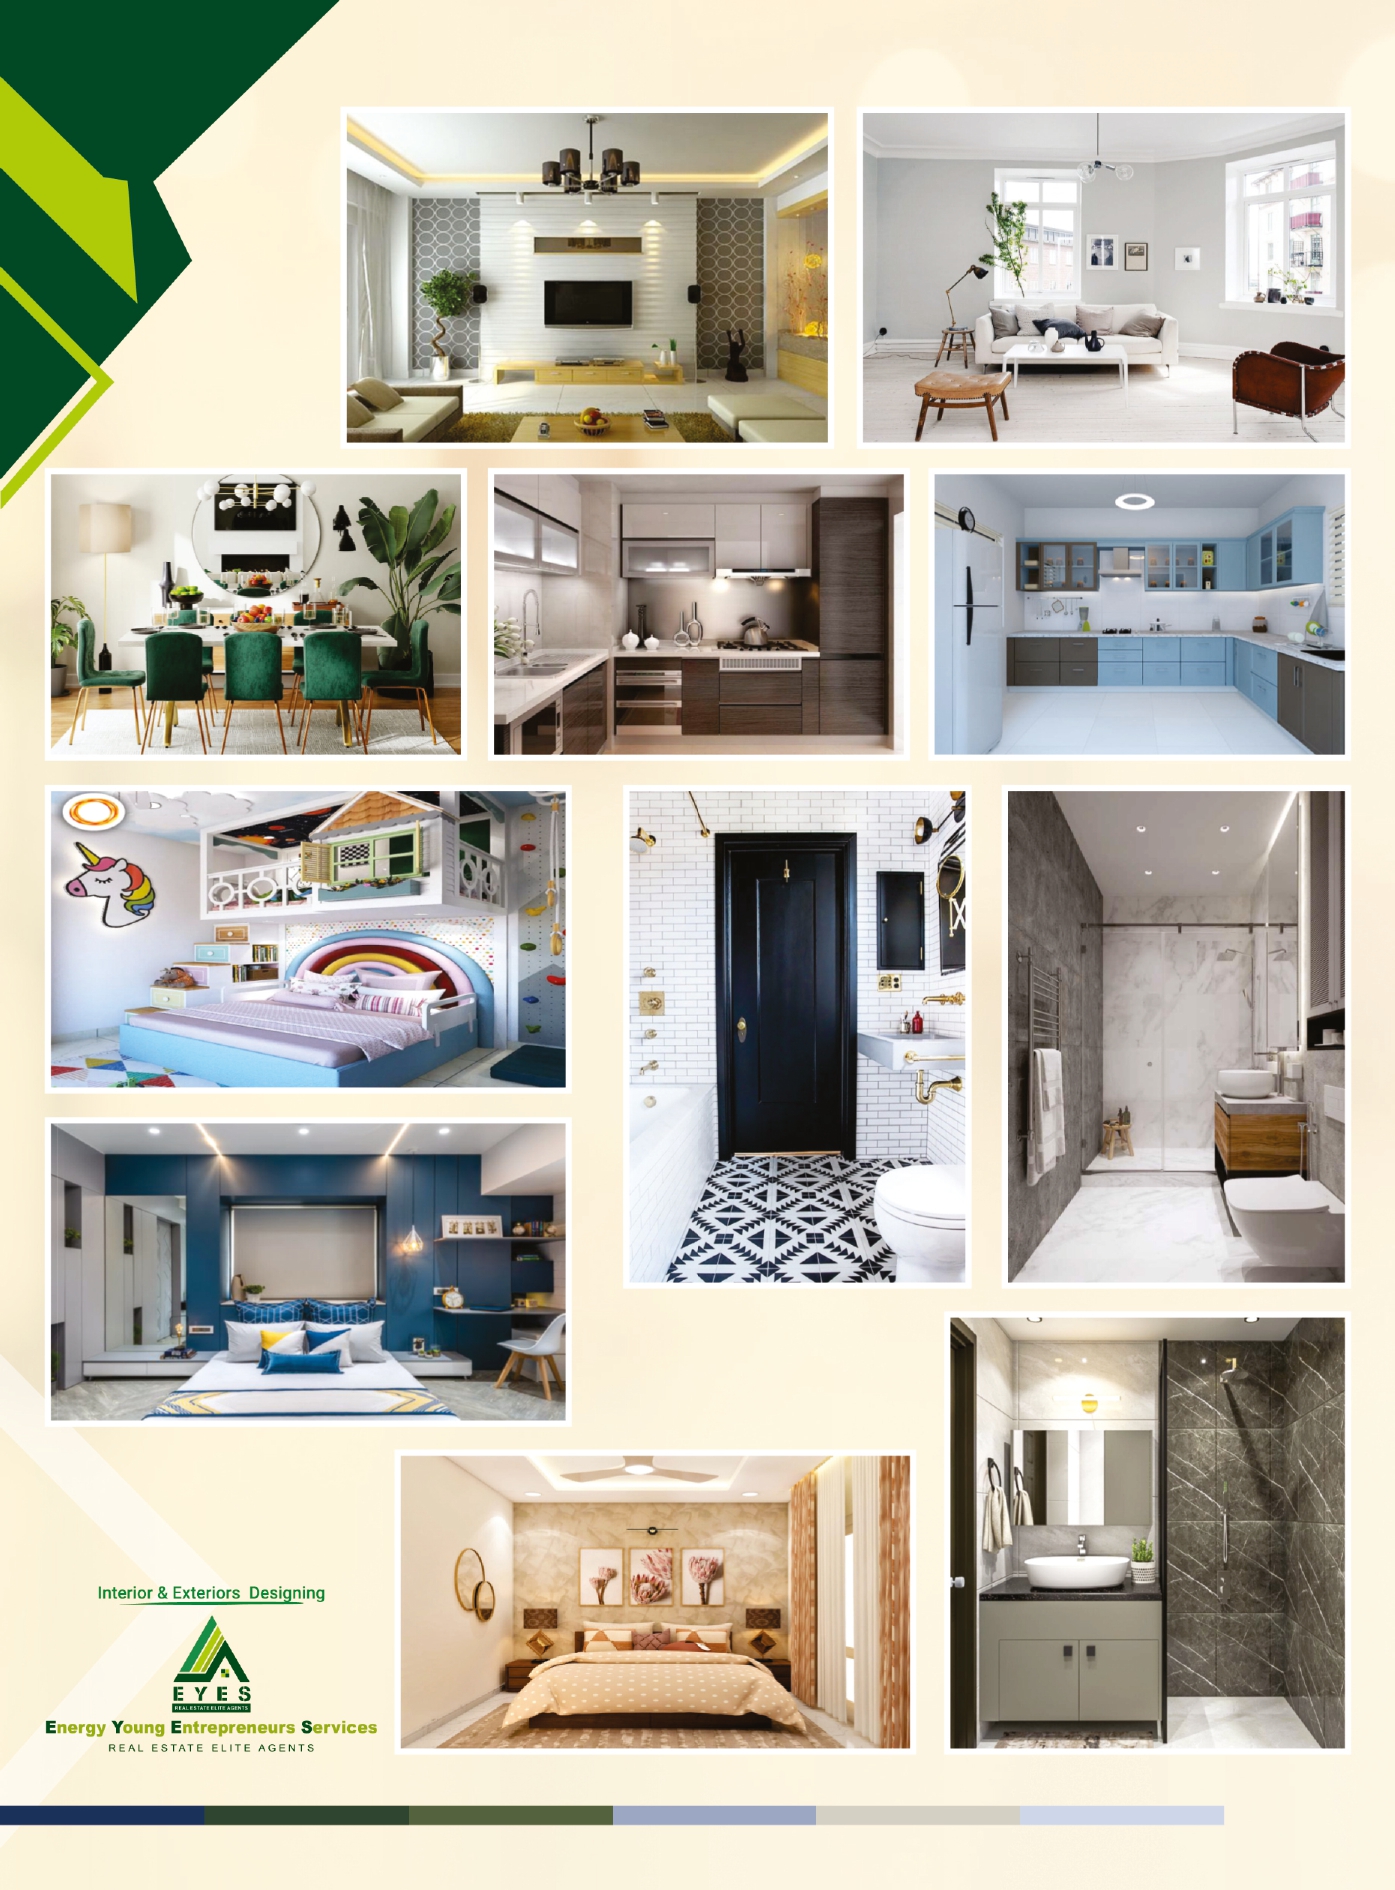 Interior & Exteriors Designing
EYES
REAL ESTATE ELITE AGENTS
Energy Young Entrepreneurs Services
REAL ESTATE ELITE AGENTS